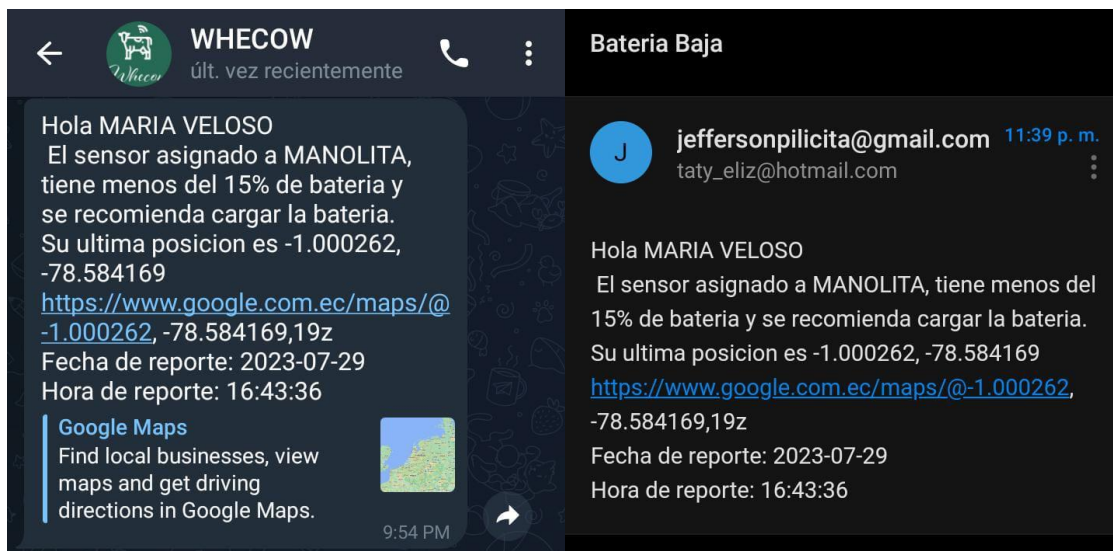 WHECOW
últ. vez recientemente
Whecow
Hola MARIA VELOSO
El sensor asignado a MANOLITA,
tiene menos del 15% de bateria y
se recomienda cargar la bateria.
Su ultima posicion es -1.000262,
-78.584169
https://www.google.com.ec/maps/@
-1.000262, -78.584169,19z
Fecha de reporte: 2023-07-29
Hora de reporte: 16:43:36
Google Maps
Find local businesses, view
maps and get driving
directions in Google Maps.
9:54 PM
Bateria Baja
J
jeffersonpilicita@gmail.com 11:39 p. m.
taty_eliz@hotmail.com
Hola MARIA VELOSO
El sensor asignado a MANOLITA, tiene menos del
15% de bateria y se recomienda cargar la bateria.
Su ultima posicion es -1.000262, -78.584169
https://www.google.com.ec/maps/@-1.000262,
-78.584169,19z
Fecha de reporte: 2023-07-29
Hora de reporte: 16:43:36